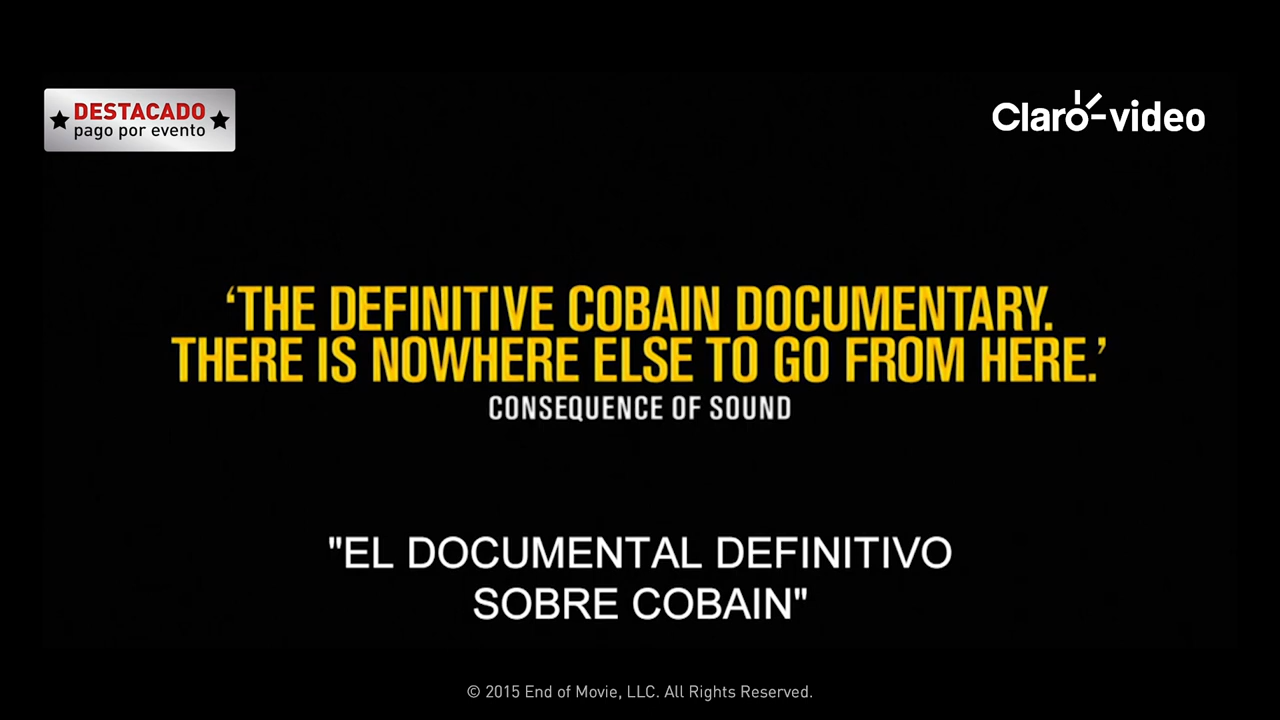 DESTACADO
pago por evento
Claro-video
‘THE DEFINITIVE COBAIN DOCUMENTARY.
THERE IS NOWHERE ELSE TO GO FROM HERE.’
CONSEQUENCE OF SOUND
"EL DOCUMENTAL DEFINITIVO
SOBRE COBAIN"
© 2015 End of Movie, LLC. All Rights Reserved.